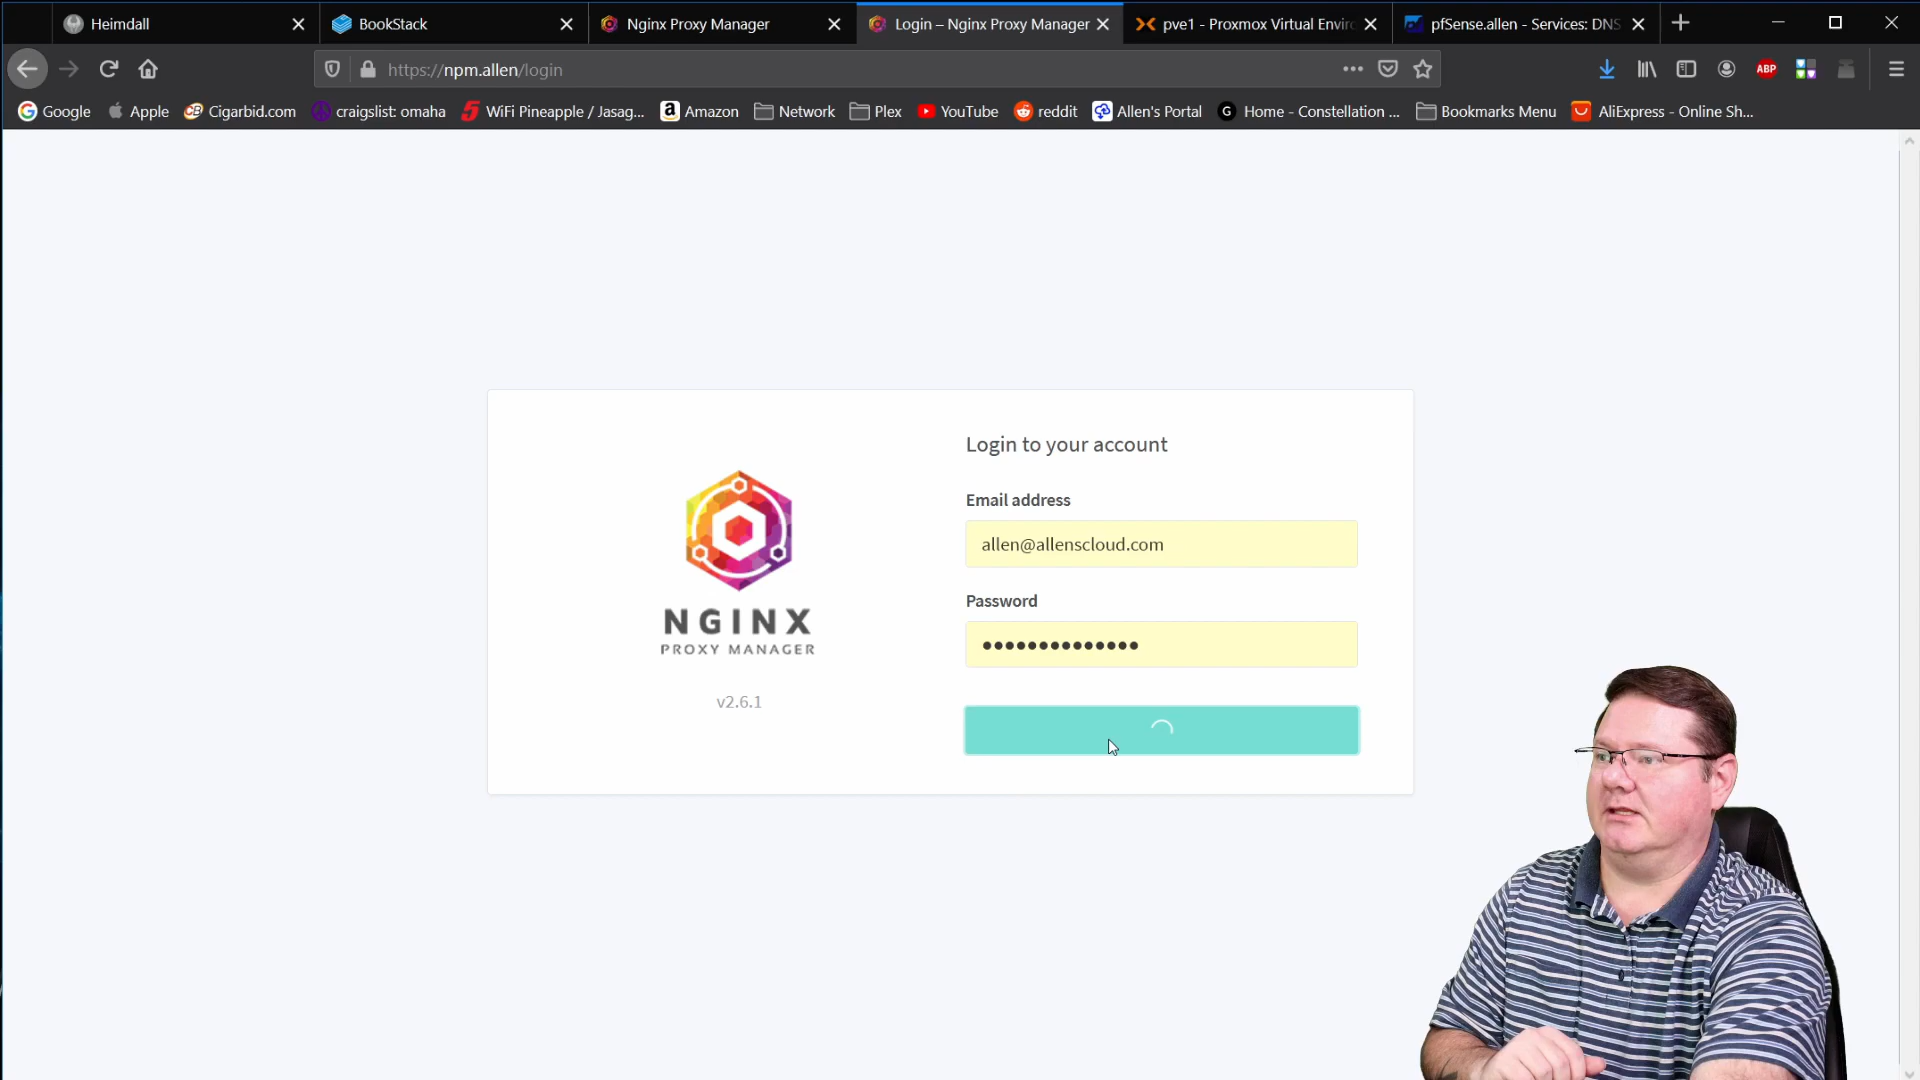 Heimdall
BookStack
Nginx Proxy Manager
Login – Nginx Proxy Manager
pve1 - Proxmox Virtual Enviro
pfSense.allen - Services: DNS
https://npm.allen/login
ABP
Google
Apple
Cigarbid.com
craigslist: omaha
WiFi Pineapple / Jasag...
Amazon
Network
Plex
YouTube
reddit
Allen's Portal
Home - Constellation ...
Bookmarks Menu
AliExpress - Online Sh...
Login to your account
Email address
allen@allenscloud.com
Password
NGINX
PROXY MANAGER
v2.6.1